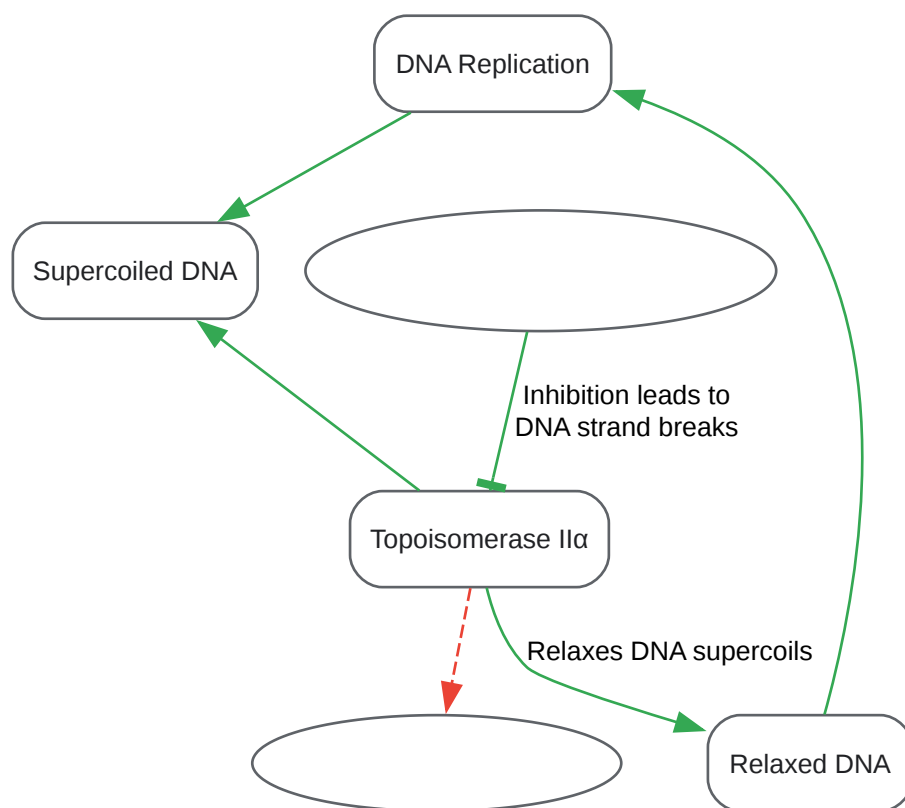 DNA Replication
Supercoiled DNA
Inhibition leads to
DNA strand breaks
Topoisomerase IIα
Relaxes DNA supercoils
Relaxed DNA